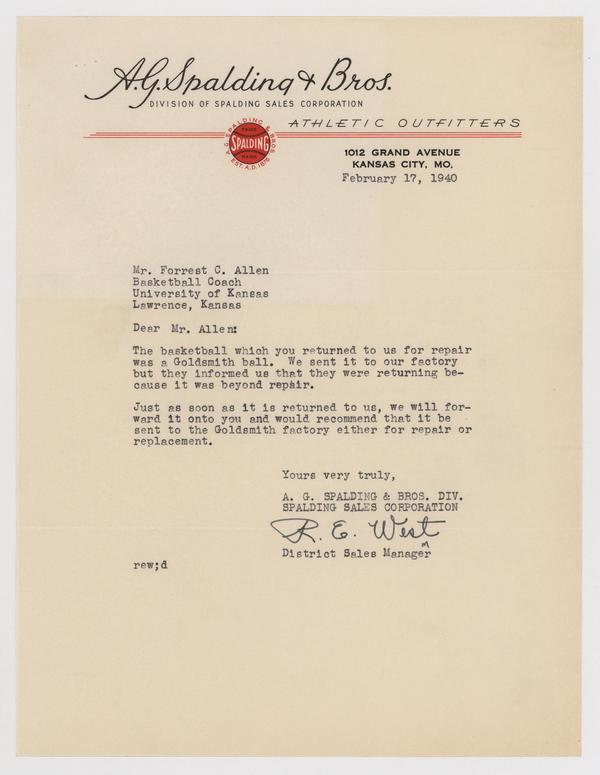 A.G. Spalding & Bros.
DIVISION OF SPALDING SALES CORPORATION
ATHLETIC OUTFITTERS
A.G. SPALDING & BROS
TRADE
SPALDING
MARK
EST. A.D. 1876
1012 GRAND AVENUE
KANSAS CITY, MO.
February 17, 1940
Mr. Forrest C. Allen
Basketball Coach
University of Kansas
Lawrence, Kansas
Dear Mr. Allen:
The basketball which you returned to us for repair
was a Goldsmith ball. We sent it to our factory
but they informed us that they were returning be-
cause it was beyond repair.
Just as soon as it is returned to us, we will for-
ward it onto you and would recommend that it be
sent to the Goldsmith factory either for repair or
replacement.
Yours very truly,
A. G. SPALDING & BROS. DIV.
SPALDING SALES CORPORATION
R. E. West
District Sales Manager
rew;d